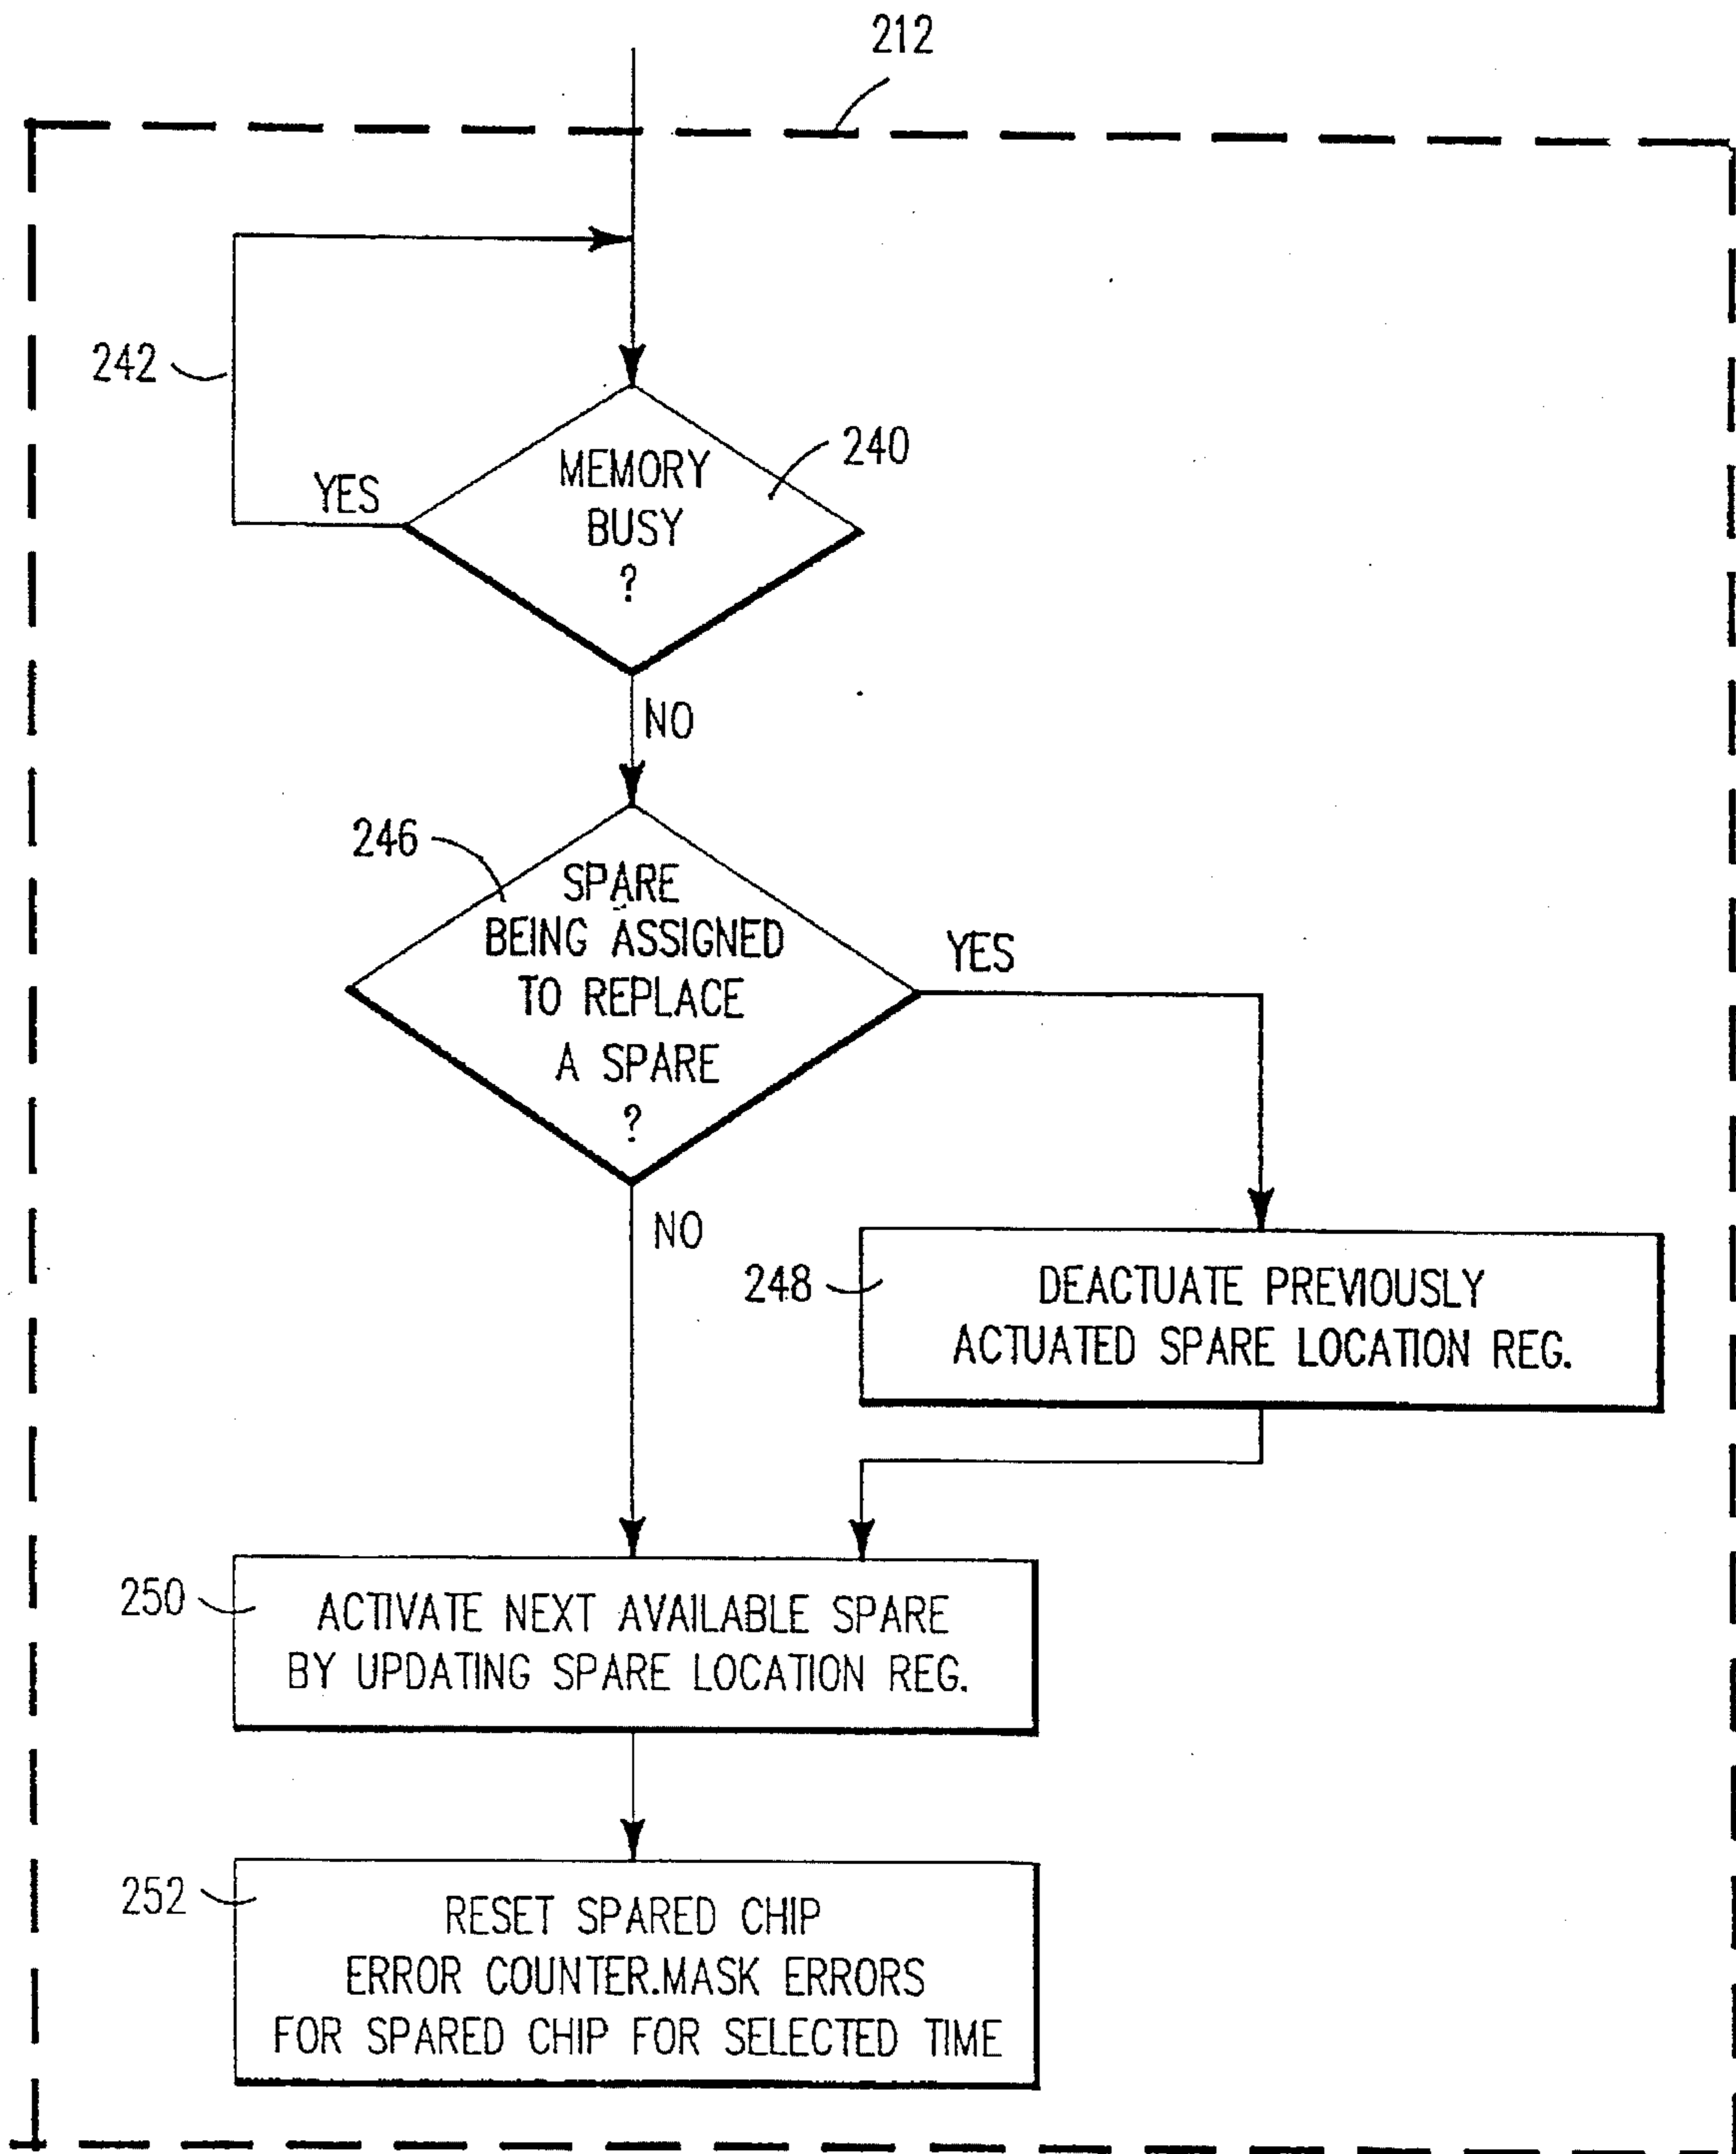 212
242
YES
MEMORY
BUSY
?
240
NO
246
SPARE
BEING ASSIGNED
TO REPLACE
A SPARE
?
YES
NO
248
DEACTUATE PREVIOUSLY
ACTUATED SPARE LOCATION REG.
250
ACTIVATE NEXT AVAILABLE SPARE
BY UPDATING SPARE LOCATION REG.
252
RESET SPARED CHIP
ERROR COUNTER.MASK ERRORS
FOR SPARED CHIP FOR SELECTED TIME